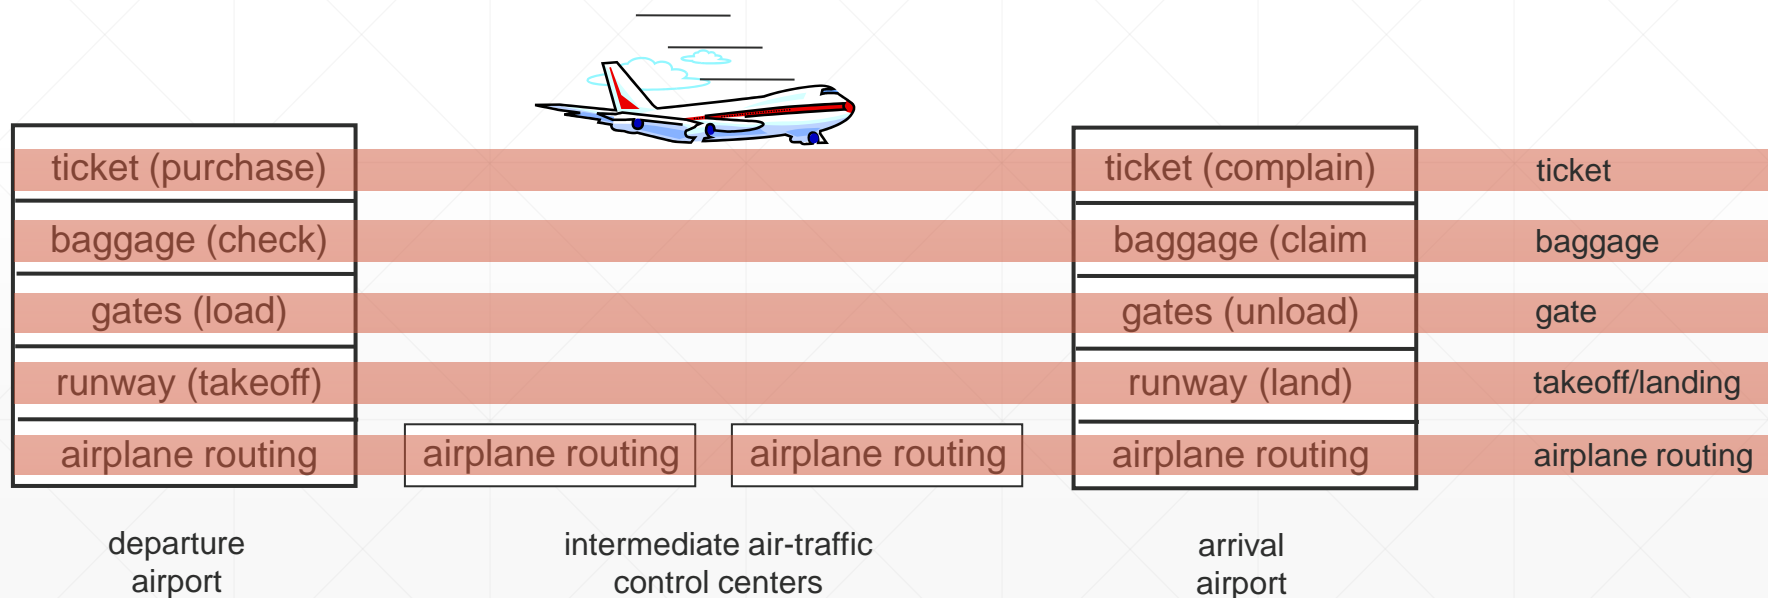 ticket (purchase) ticket (complain) ticket
baggage (check) baggage (claim baggage
gates (load) gates (unload) gate
runway (takeoff) runway (land) takeoff/landing
airplane routing airplane routing airplane routing airplane routing airplane routing
departure intermediate air-traffic arrival
airport control centers airport